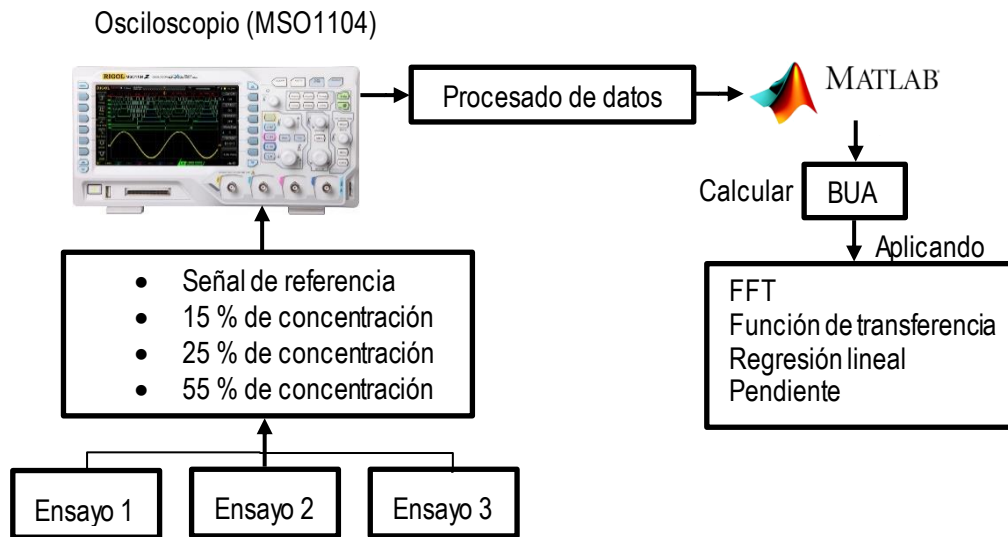 Osciloscopio (MSO1104)
RIGOL
Procesado de datos
MATLAB
Calcular
BUA
Aplicando
Señal de referencia
15 % de concentración
25 % de concentración
55 % de concentración
FFT
Función de transferencia
Regresión lineal
Pendiente
Ensayo 1
Ensayo 2
Ensayo 3